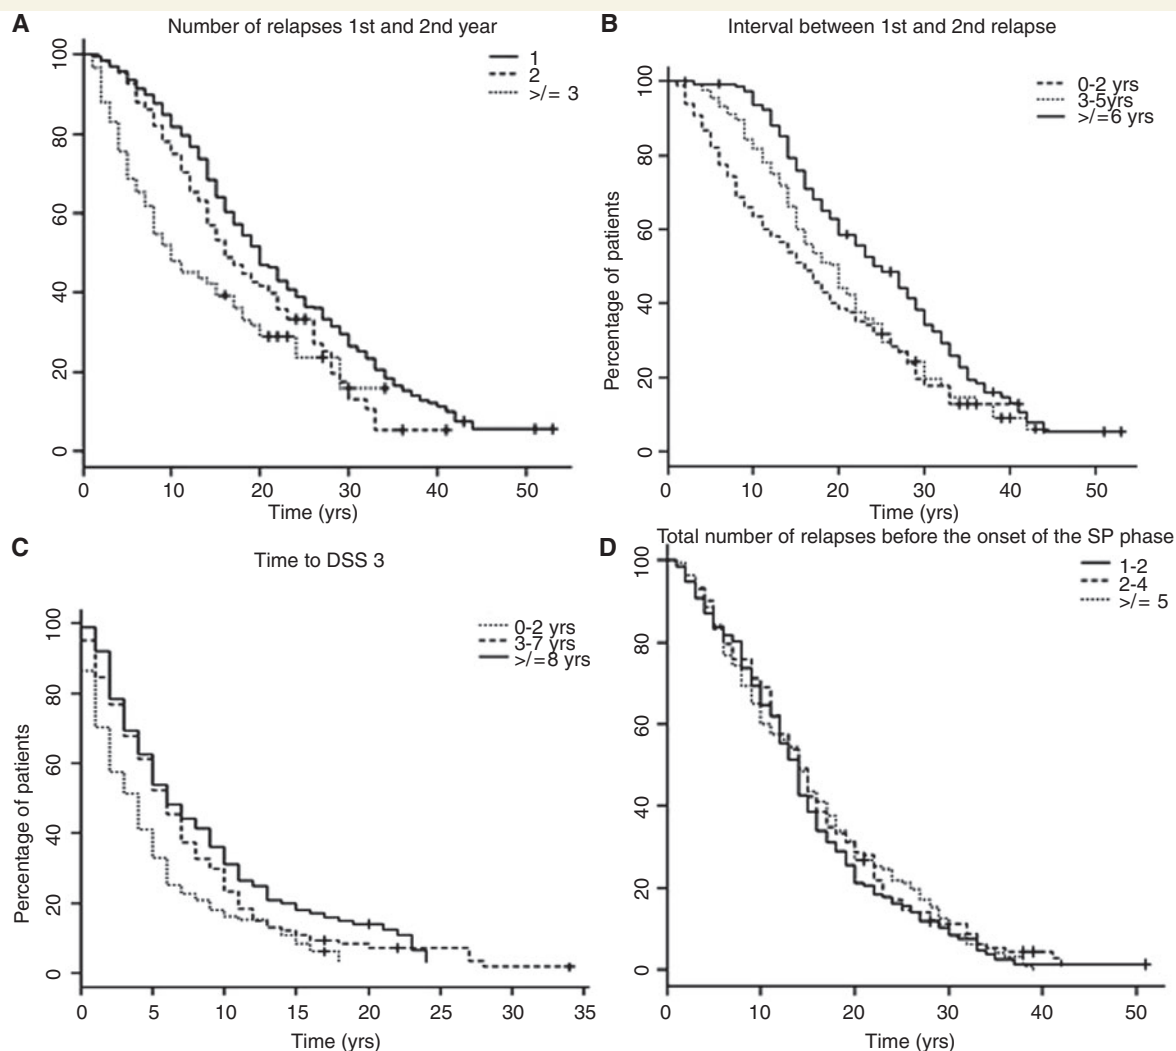 A
Number of relapses 1st and 2nd year
1
2
>/= 3
100
80
60
40
20
0
0 10 20 30 40 50
Time (yrs)
B
Interval between 1st and 2nd relapse
0-2 yrs
3-5yrs
>/=6 yrs
Percentage of patients
100
80
60
40
20
0
0 10 20 30 40 50
Time (yrs)
C
Time to DSS 3
0-2 yrs
3-7 yrs
>/=8 yrs
Percentage of patients
100
80
60
40
20
0
0 5 10 15 20 25 30 35
Time (yrs)
D
Total number of relapses before the onset of the SP phase
1-2
2-4
>/= 5
100
80
60
40
20
0
0 10 20 30 40 50
Time (yrs)